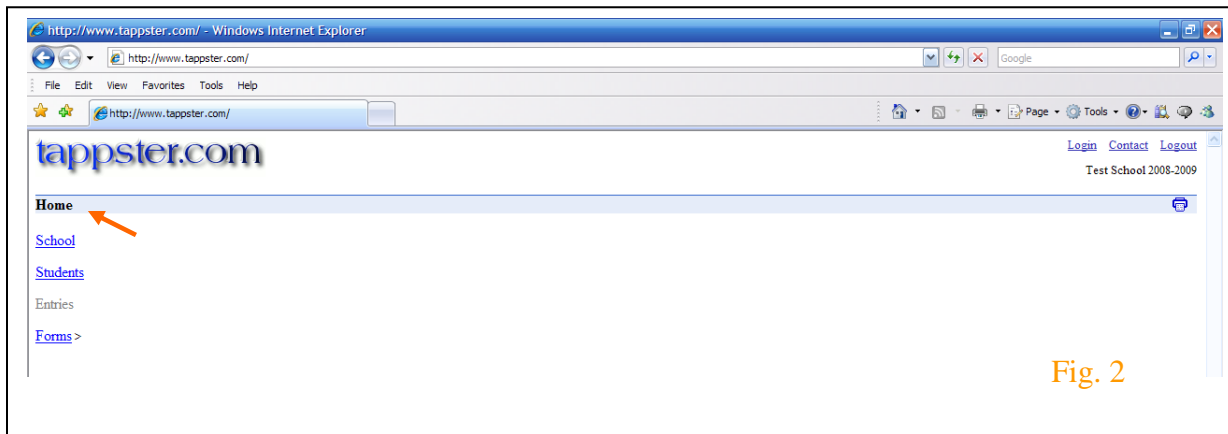 http://www.tappster.com/ - Windows Internet Explorer
http://www.tappster.com/
Google
File Edit View Favorites Tools Help
http://www.tappster.com/
Page Tools
tappster.com
Login Contact Logout
Test School 2008-2009
Home
School
Students
Entries
Forms >
Fig. 2